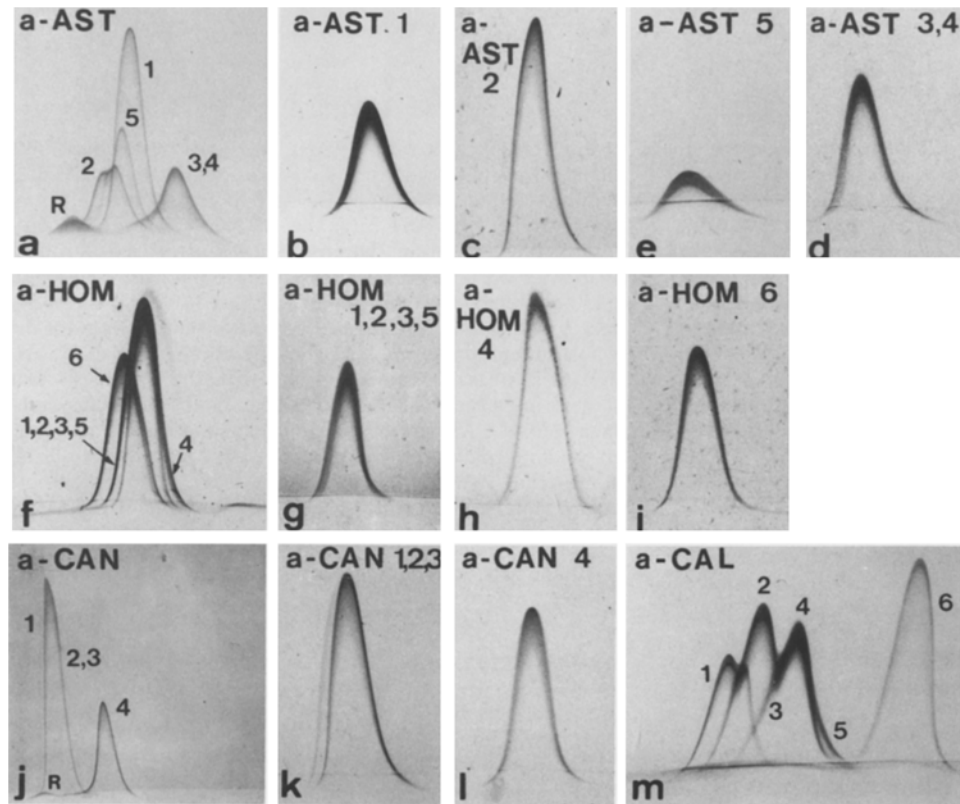 a-AST
1
5
2
3,4
R
a
a-AST. 1
b
a-
AST
2
c
a-AST 5
e
a-AST 3,4
d
a-HOM
6
1,2,3,5
4
f
a-HOM
1,2,3,5
g
a-
HOM
4
h
a-HOM 6
i
a-CAN
1
2,3
4
R
j
a-CAN 1,2,3
k
a-CAN 4
l
a-CAL
2
4
6
1
3
5
m